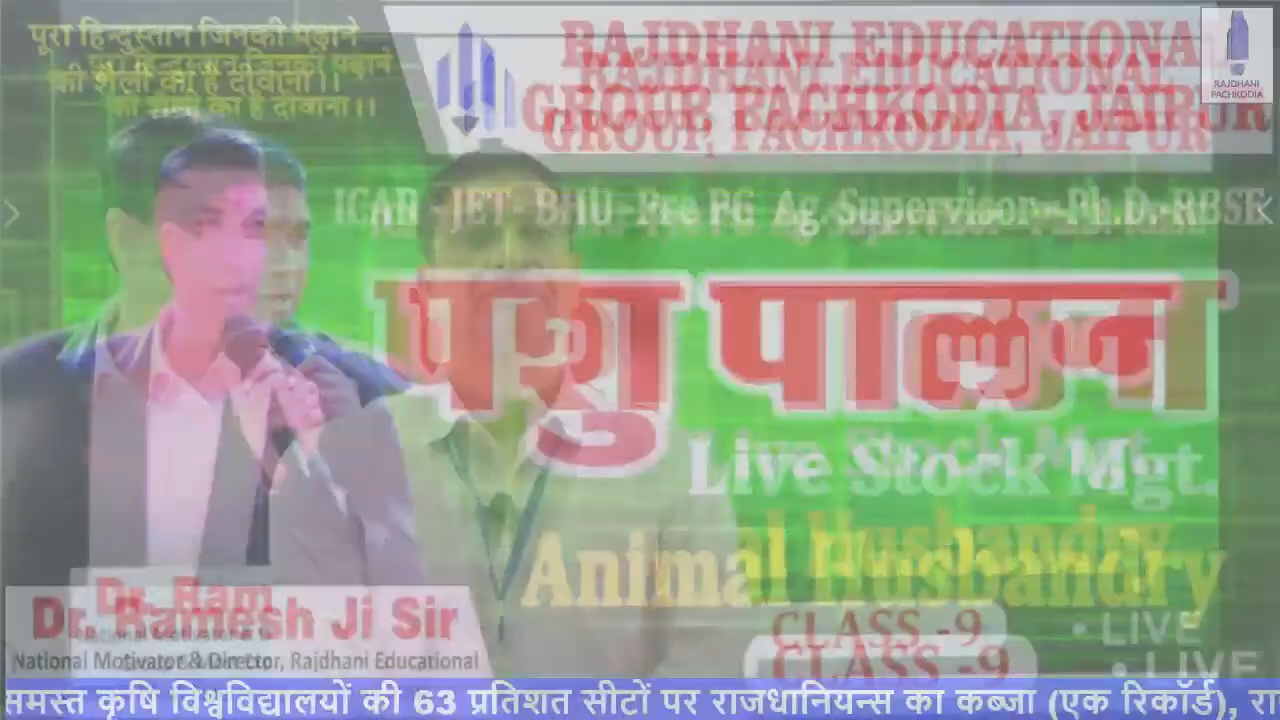 पूरा हिन्दुस्तान जिनकी पढ़ाने
की शैली का है दीवाना।।
RAJDHANI EDUCATIONAL
GROUP, PACHKODIA, JAIPUR
RAJDHANI
PACHKODIA
ICAR -JET- BHU-Pre PG Ag. Supervisor -Ph.D.-RBSE
पशुपालन
Live Stock Mgt.
Animal Husbandry
CLASS -9
• LIVE
Dr. Ramesh Ji Sir
National Motivator & Director, Rajdhani Educational
समस्त कृषि विश्वविद्यालयों की 63 प्रतिशत सीटों पर राजधानियन्स का कब्जा (एक रिकॉर्ड), रा